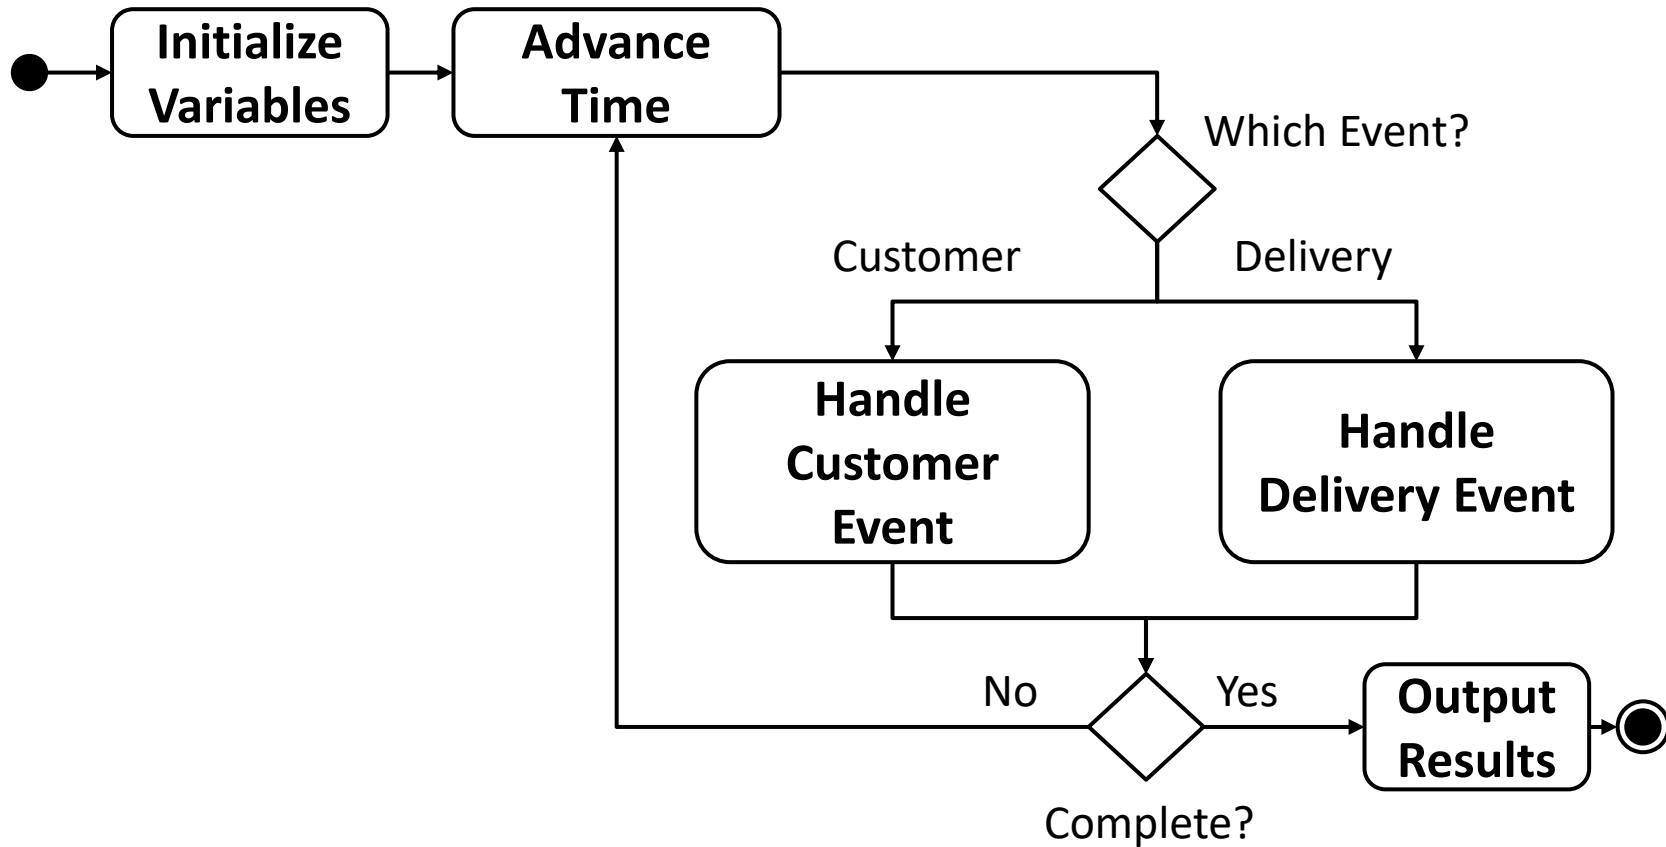 Initialize
Variables
Advance
Time
Which Event?
Customer
Delivery
Handle
Customer
Event
Handle
Delivery Event
No
Yes
Output
Results
Complete?